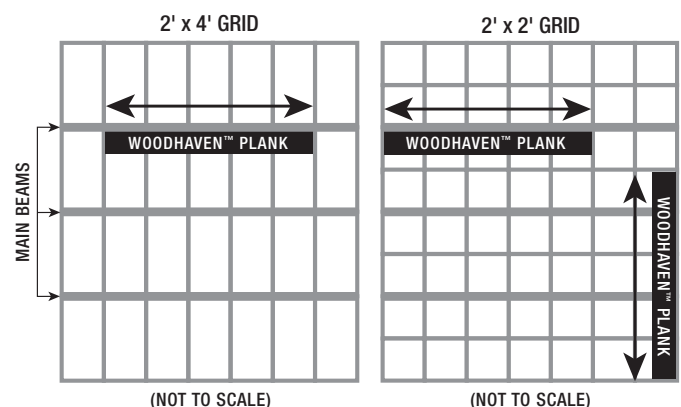 2' x 4' GRID
WOODHAVEN™ PLANK
MAIN BEAMS
(NOT TO SCALE)
2' x 2' GRID
WOODHAVEN™ PLANK
WOODHAVEN™ PLANK
(NOT TO SCALE)